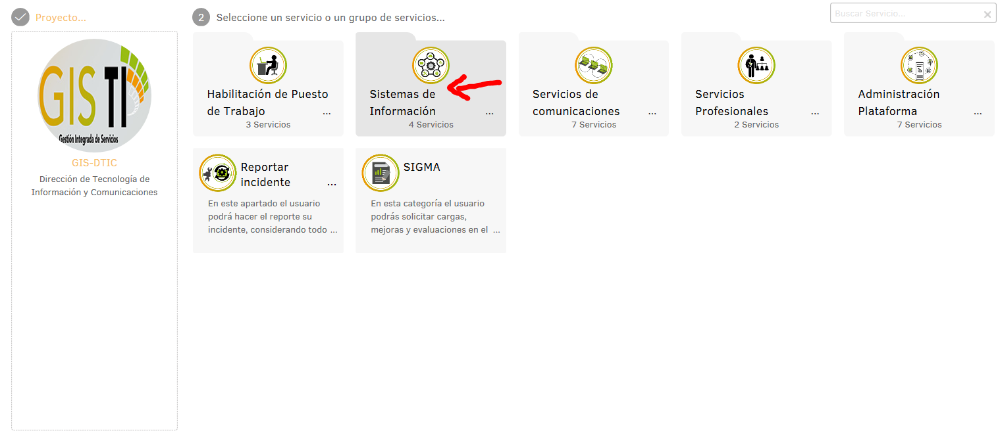 Proyecto...
2 Seleccione un servicio o un grupo de servicios...
Buscar Servicio...
GIS TI
Gestión Integrada de Servicios
GIS-DTIC
Dirección de Tecnología de
Información y Comunicaciones
Habilitación de Puesto
de Trabajo ...
3 Servicios
Sistemas de
Información ...
4 Servicios
Servicios de
comunicaciones ...
7 Servicios
Servicios
Profesionales ...
2 Servicios
Administración
Plataforma ...
7 Servicios
Reportar
incidente ...
En este apartado el usuario
podrá hacer el reporte su
incidente, considerando todo ...
SIGMA
En esta categoría el usuario
podrás solicitar cargas,
mejoras y evaluaciones en el ...